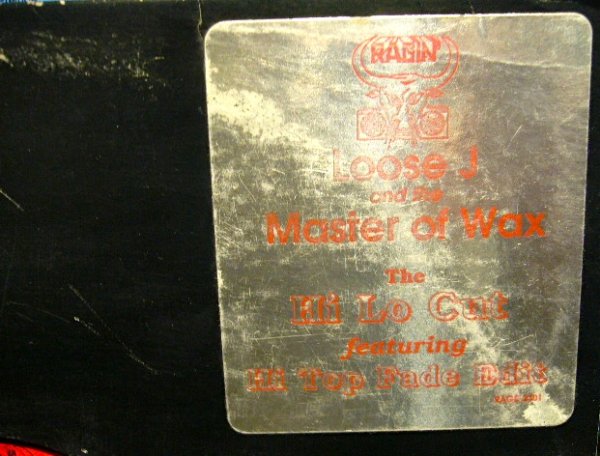 RAGIN'
Loose J
and the
Master of Wax
The
Hi Lo Cut
featuring
Hi Top Fade Edit